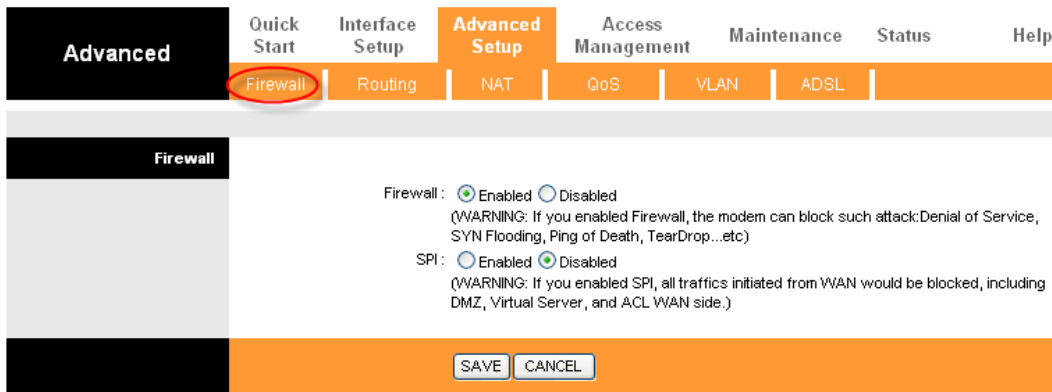 Advanced
Quick Start
Interface Setup
Advanced Setup
Access Management
Maintenance
Status
Help
Firewall
Routing
NAT
QoS
VLAN
ADSL
Firewall
Firewall : Enabled Disabled
(WARNING: If you enabled Firewall, the modem can block such attack:Denial of Service,
SYN Flooding, Ping of Death, TearDrop...etc)
SPI : Enabled Disabled
(WARNING: If you enabled SPI, all traffics initiated from WAN would be blocked, including
DMZ, Virtual Server, and ACL WAN side.)
SAVE CANCEL